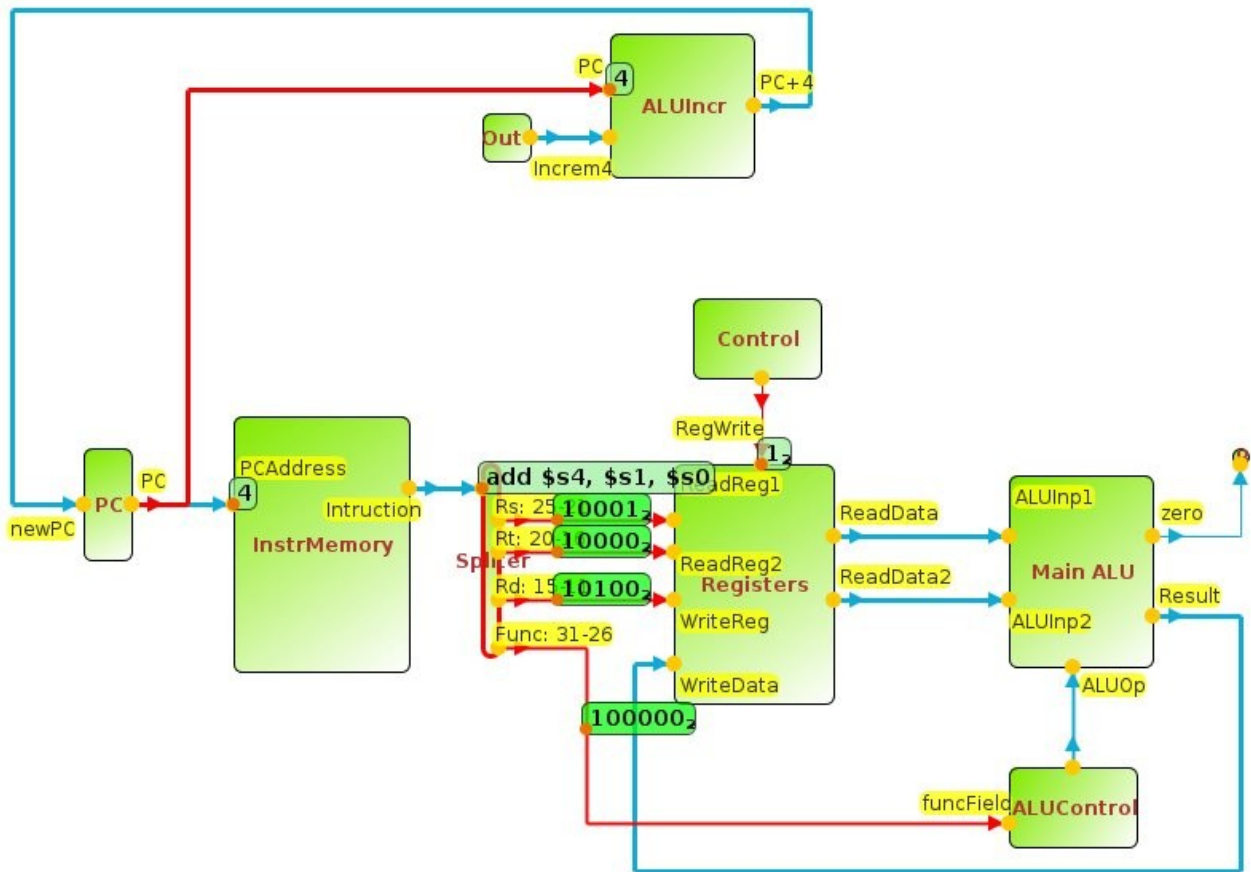 PC
4
PC+4
ALUIncr
Out
Increm4
Control
RegWrite
1₂
PCAddress
4
PC
PC
newPC
InstrMemory
Intruction
add $s4, $s1, $s0
ReadReg1
Rs: 25-
10001₂
Rt: 20-
10000₂
ReadReg2
Rd: 15-
10100₂
WriteReg
Func: 31-26
WriteData
100000₂
Registers
ReadData
ReadData2
ALUInp1
ALUInp2
Main ALU
zero
Result
ALUOp
funcField
ALUControl